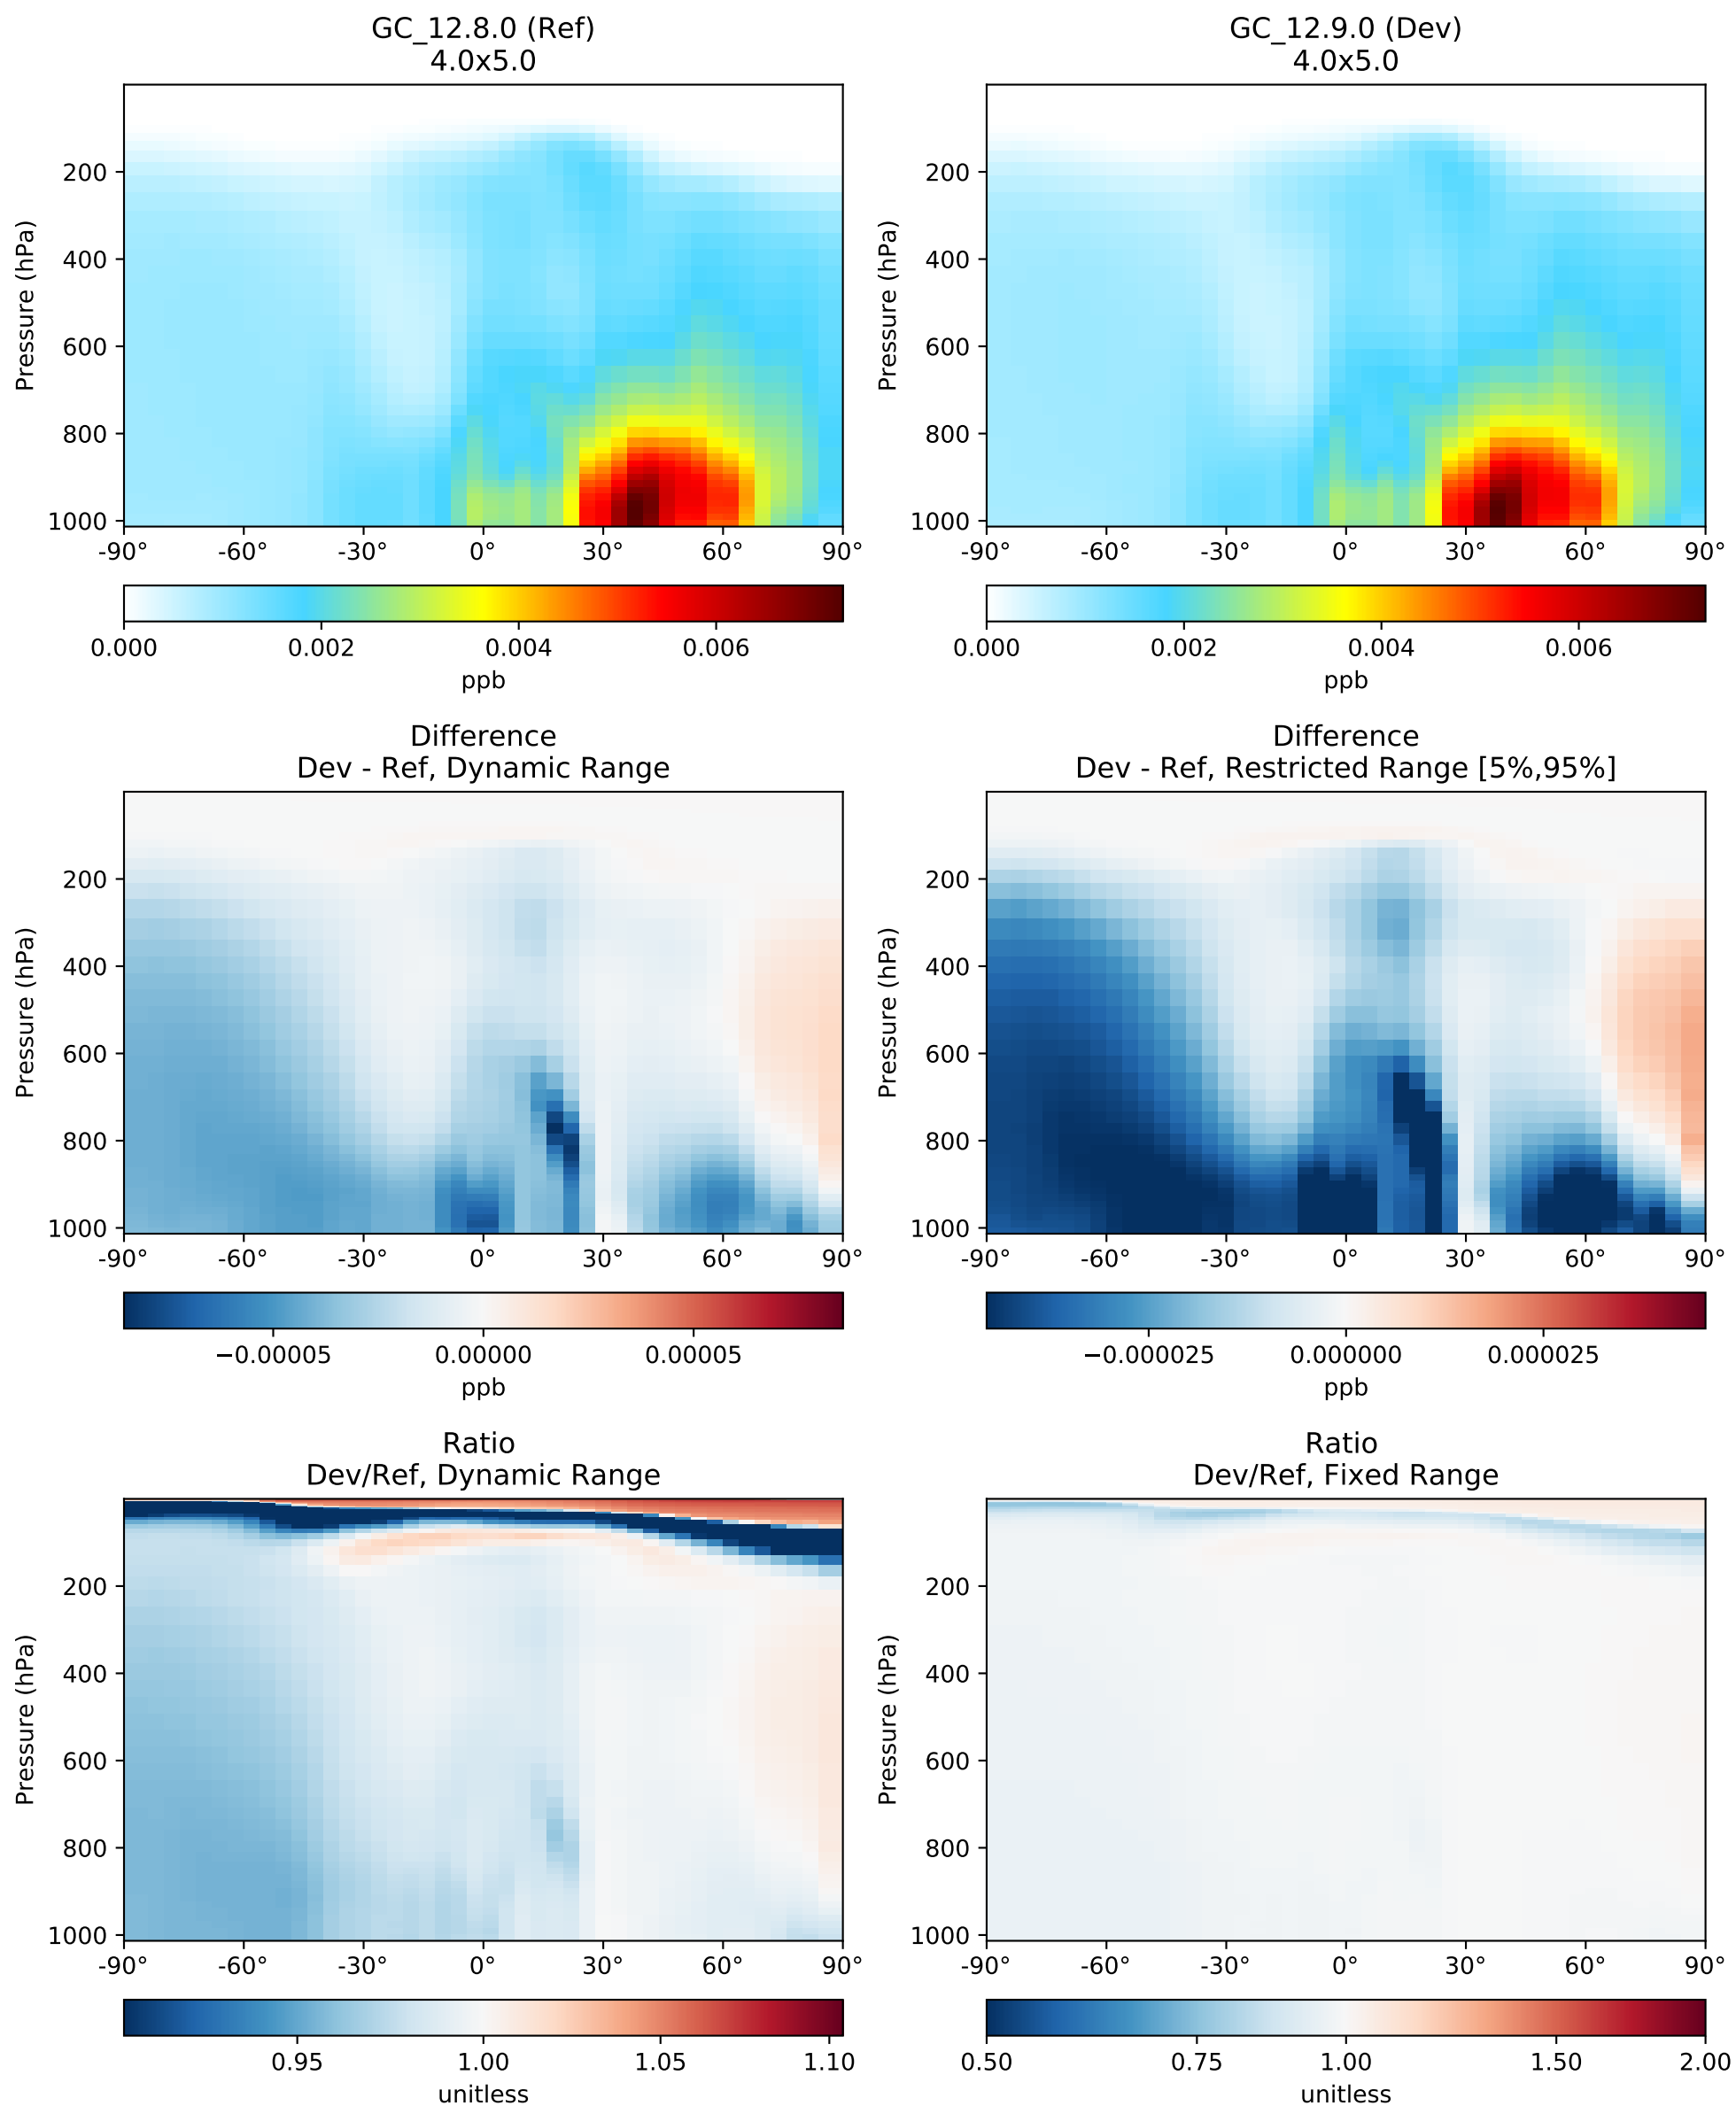 GC_12.8.0 (Ref)
4.0x5.0
Pressure (hPa)
200
400
600
800
1000
-90° -60° -30° 0° 30° 60° 90°
0.000 0.002 0.004 0.006
ppb
GC_12.9.0 (Dev)
4.0x5.0
Pressure (hPa)
200
400
600
800
1000
-90° -60° -30° 0° 30° 60° 90°
0.000 0.002 0.004 0.006
ppb
Difference
Dev - Ref, Dynamic Range
Pressure (hPa)
200
400
600
800
1000
-90° -60° -30° 0° 30° 60° 90°
−0.00005 0.00000 0.00005
ppb
Difference
Dev - Ref, Restricted Range [5%,95%]
Pressure (hPa)
200
400
600
800
1000
-90° -60° -30° 0° 30° 60° 90°
−0.000025 0.000000 0.000025
ppb
Ratio
Dev/Ref, Dynamic Range
Pressure (hPa)
200
400
600
800
1000
-90° -60° -30° 0° 30° 60° 90°
0.95 1.00 1.05 1.10
unitless
Ratio
Dev/Ref, Fixed Range
Pressure (hPa)
200
400
600
800
1000
-90° -60° -30° 0° 30° 60° 90°
0.50 0.75 1.00 1.50 2.00
unitless